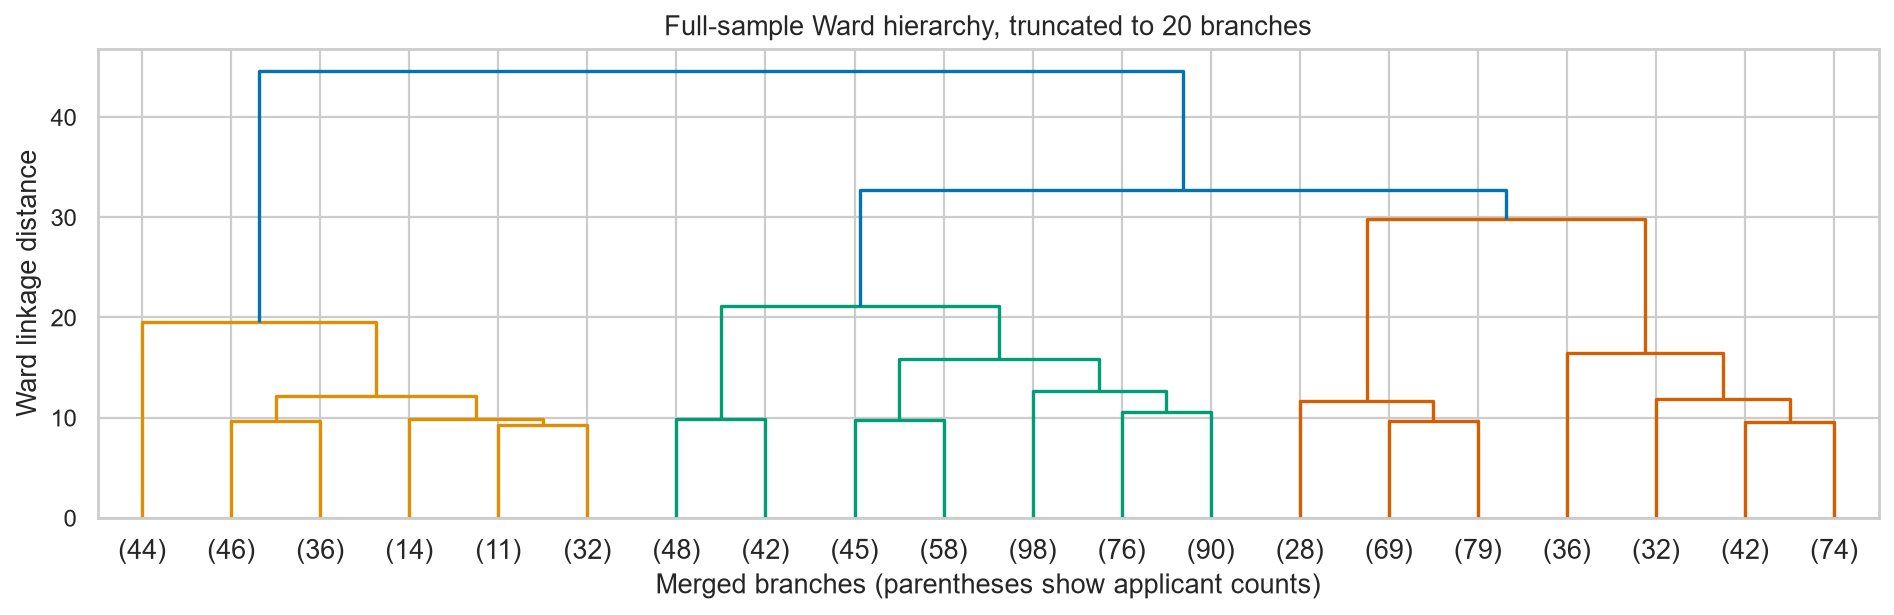 Full-sample Ward hierarchy, truncated to 20 branches
Ward linkage distance
40
30
20
10
0
(44) (46) (36) (14) (11) (32) (48) (42) (45) (58) (98) (76) (90) (28) (69) (79) (36) (32) (42) (74)
Merged branches (parentheses show applicant counts)